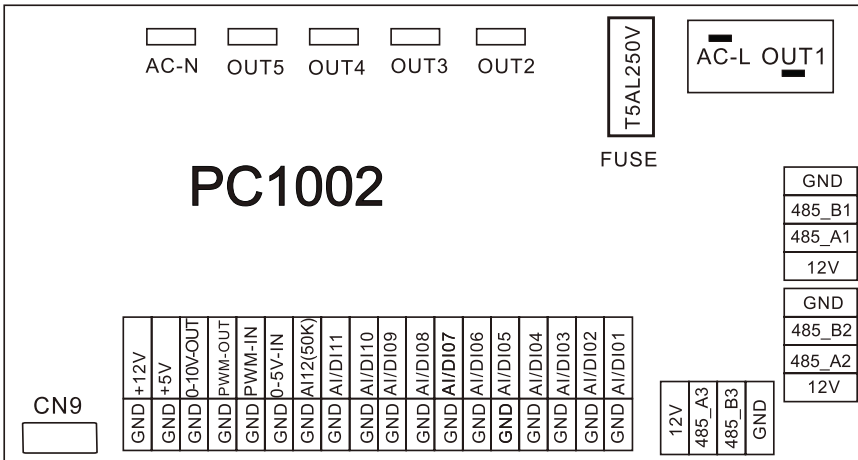 AC-N OUT5 OUT4 OUT3 OUT2 T5AL250V AC-L OUT1
FUSE
PC1002
GND
485_B1
485_A1
12V
GND
485_B2
485_A2
12V
+12V +5V 0-10V-OUT PWM-OUT PWM-IN 0-5V-IN AI12(50K) AI/DI11 AI/DI10 AI/DI09 AI/DI08 AI/DI07 AI/DI06 AI/DI05 AI/DI04 AI/DI03 AI/DI02 AI/DI01
GND GND GND GND GND GND GND GND GND GND GND GND GND GND GND GND GND GND
CN9
12V 485_A3 485_B3 GND